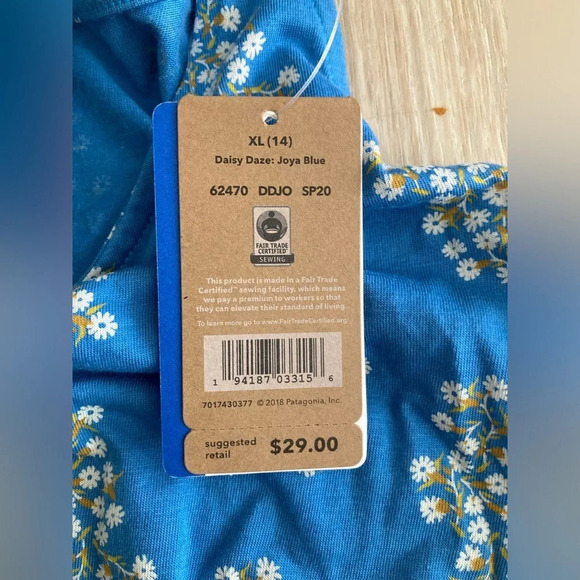 XL (14)
Daisy Daze: Joya Blue
62470 DDJO SP20
FAIR TRADE
CERTIFIED™
SEWING
This product is made in a Fair Trade
Certified™ sewing facility, which means
we pay a premium to workers so that
they can elevate their standard of living.
To learn more go to www.FairTradeCertified.org
1 94187 03315 6
7017430377 © 2018 Patagonia, Inc.
suggested
retail
$29.00